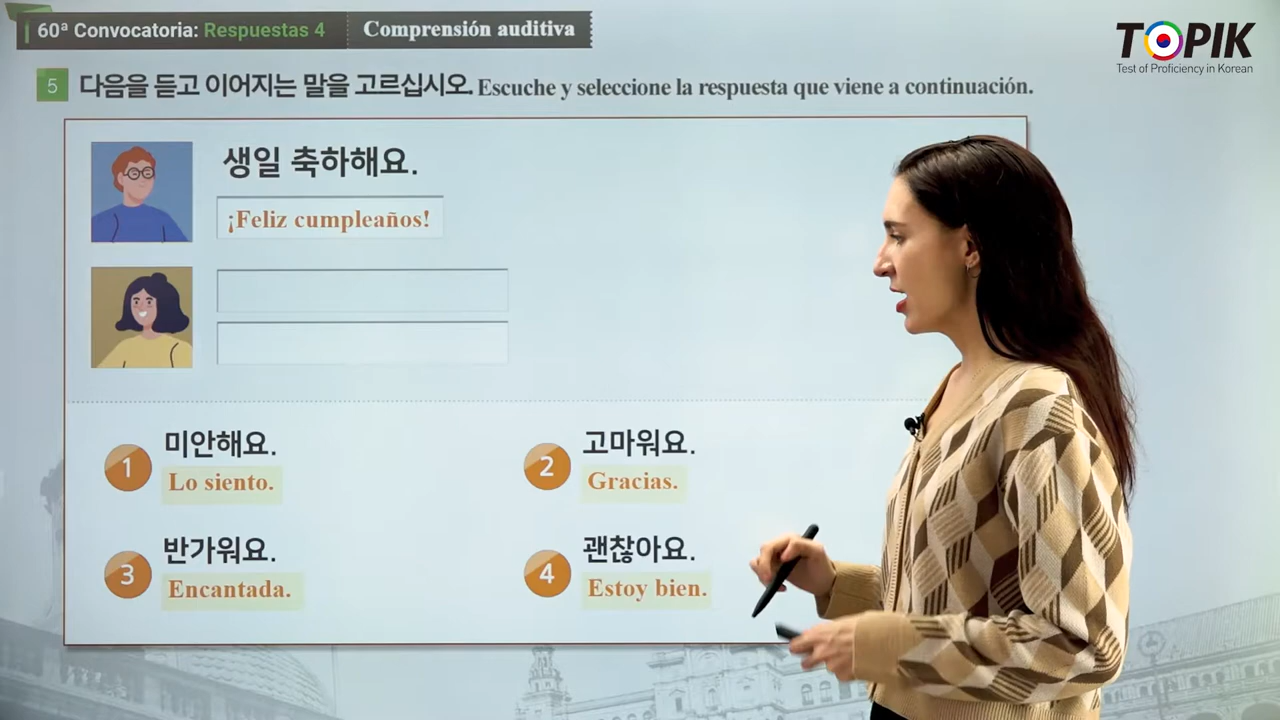 60ª Convocatoria: Respuestas 4 Comprensión auditiva
TOPIK
Test of Proficiency in Korean
5 다음을 듣고 이어지는 말을 고르십시오. Escuche y seleccione la respuesta que viene a continuación.
생일 축하해요.
¡Feliz cumpleaños!
1 미안해요.
Lo siento.
2 고마워요.
Gracias.
3 반가워요.
Encantada.
4 괜찮아요.
Estoy bien.